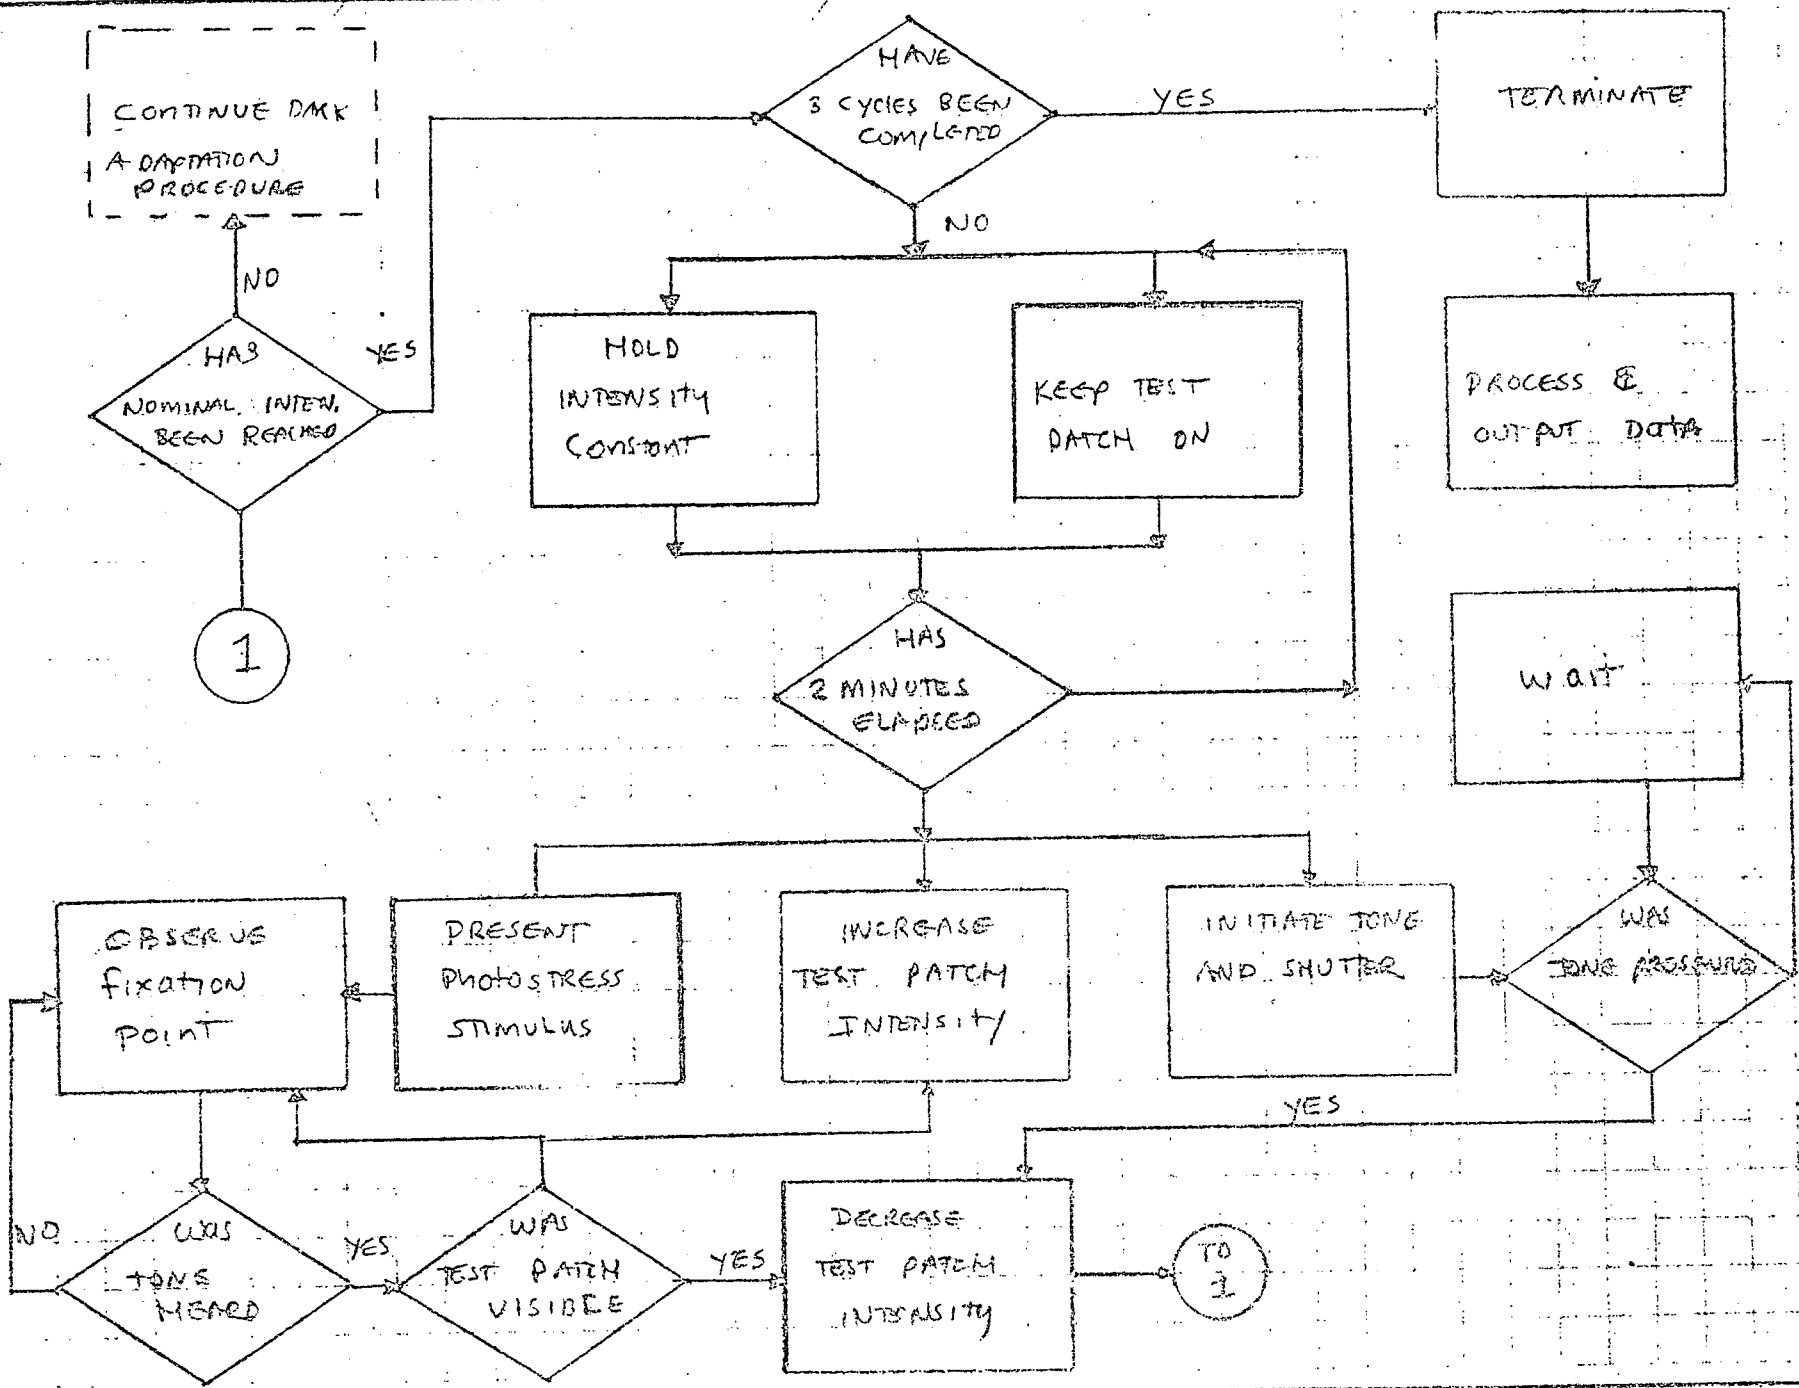 CONTINUE DARK
ADAPTATION
PROCEDURE
HAVE
3 CYCLES BEEN
COMPLETED
YES
TERMINATE
NO
NO
HAS
NOMINAL INTEN.
BEEN REACHED
YES
HOLD
INTENSITY
CONSTANT
KEEP TEST
PATCH ON
PROCESS &
OUTPUT DATA
1
HAS
2 MINUTES
ELAPSED
Wait
OBSERVE
fixation
POINT
PRESENT
PHOTOSTRESS
STIMULUS
INCREASE
TEST PATCH
INTENSITY
INITIATE TONE
AND SHUTTER
WAS
TONE
YES
NO
WAS
TONE
HEARD
YES
WAS
TEST PATCH
VISIBLE
YES
DECREASE
TEST PATCH
INTENSITY
TO
1